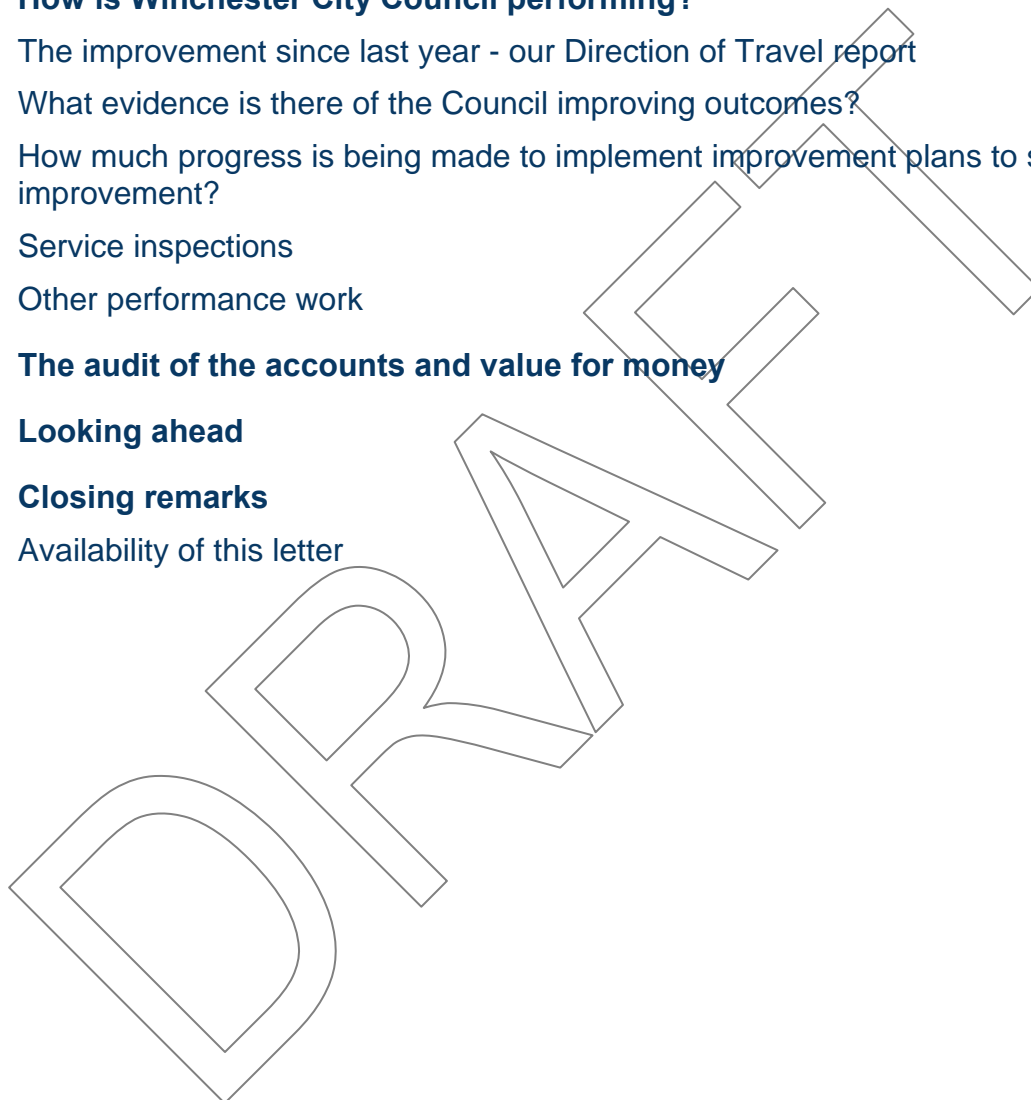 How is Winchester City Council performing?
The improvement since last year - our Direction of Travel report
What evidence is there of the Council improving outcomes?
How much progress is being made to implement improvement plans to
improvement?
Service inspections
Other performance work
The audit of the accounts and value for money
Looking ahead
Closing remarks
Availability of this letter
DRAFT